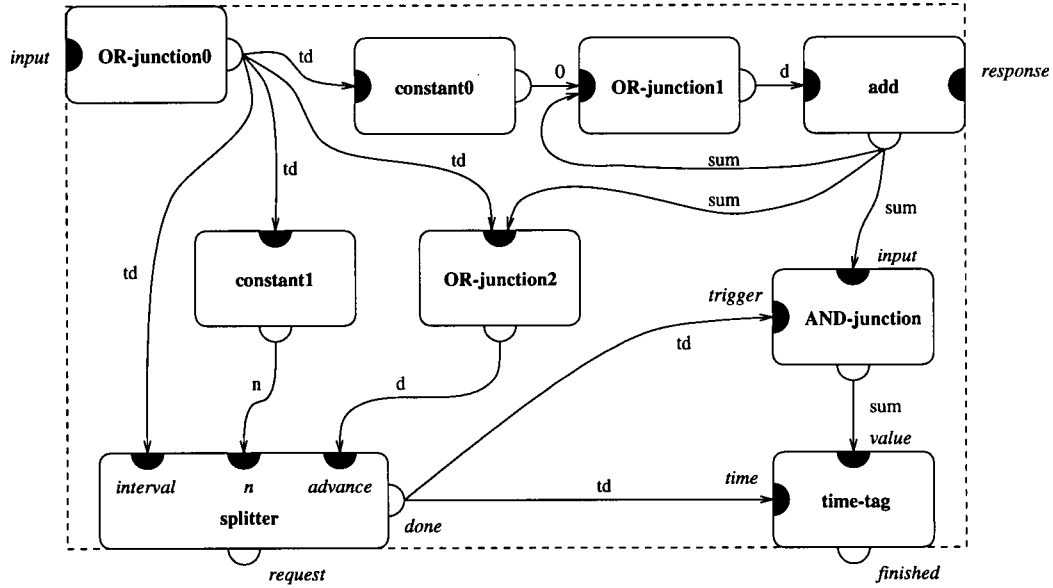 input
OR-junction0
td
constant0
0
OR-junction1
d
add
response
td
td
sum
sum
sum
td
constant1
OR-junction2
input
trigger
AND-junction
td
n
d
sum
value
interval
n
advance
splitter
done
td
time
time-tag
request
finished